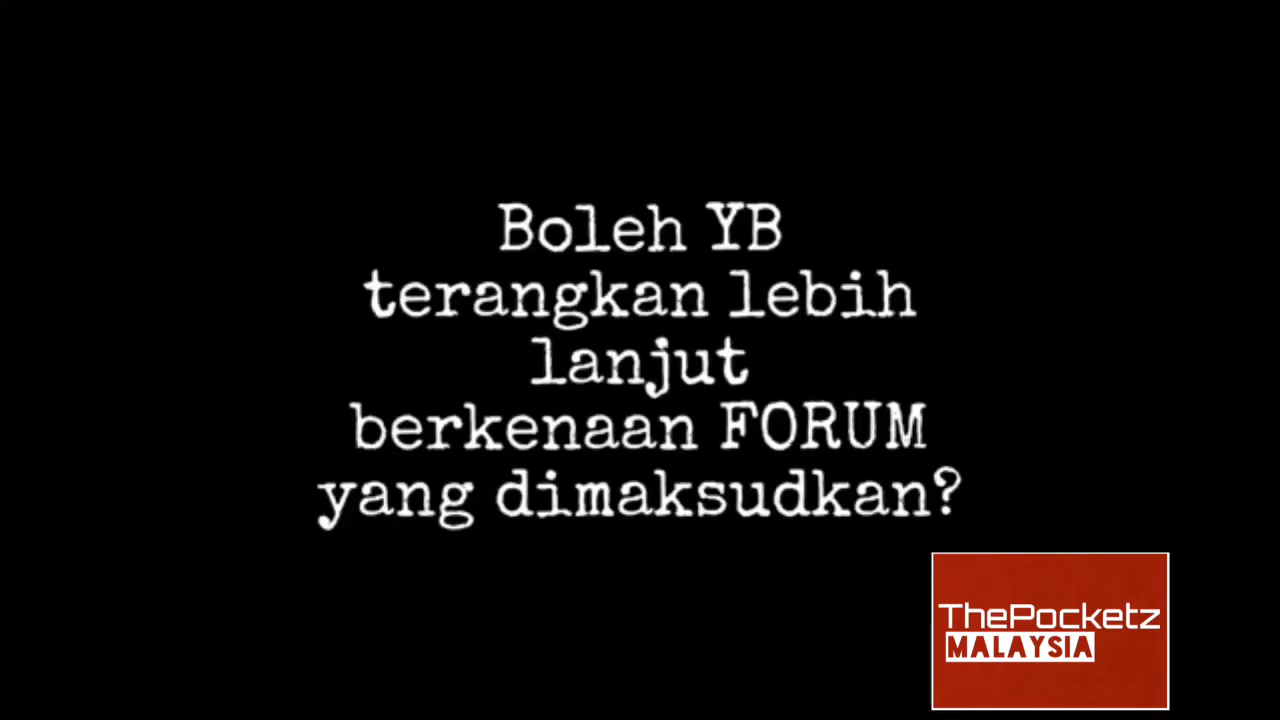 Boleh YB
terangkan lebih
lanjut
berkenaan FORUM
yang dimaksudkan?
ThePocketz
MALAYSIA